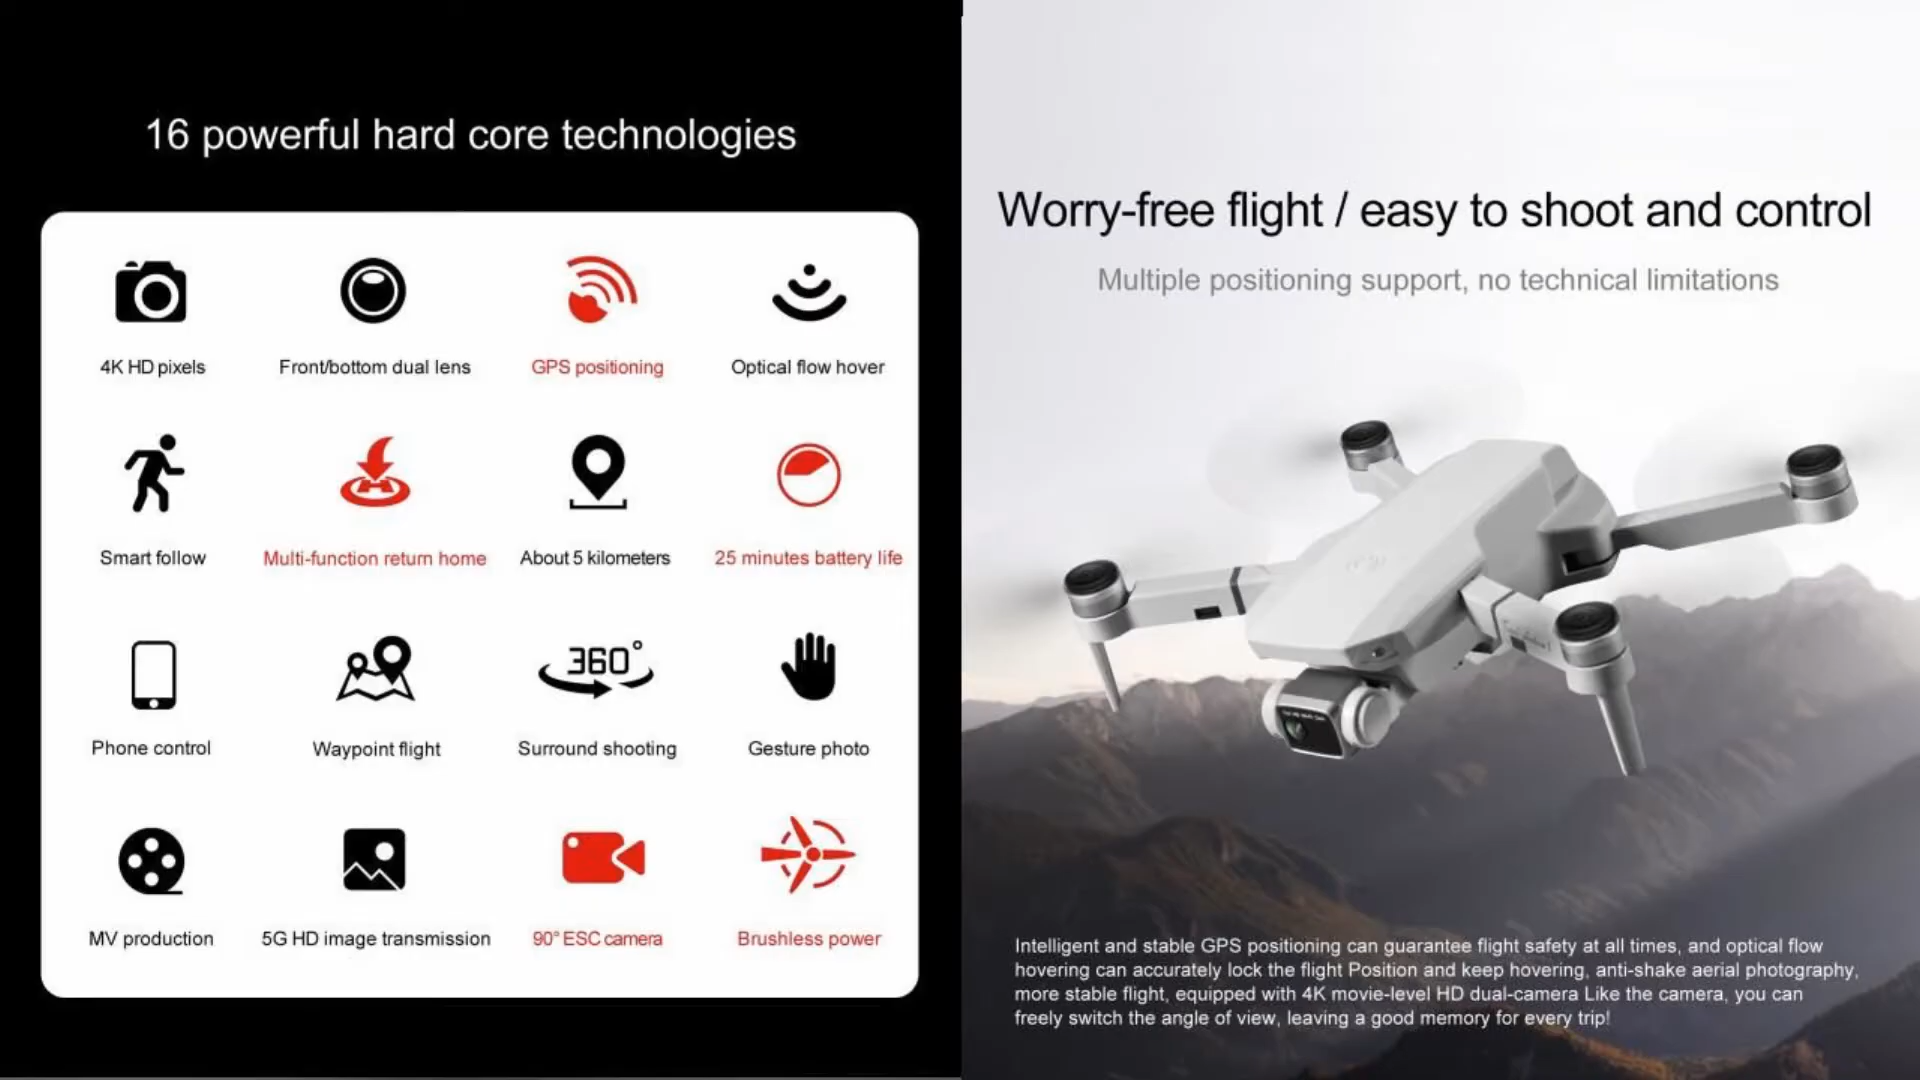 16 powerful hard core technologies
4K HD pixels
Front/bottom dual lens
GPS positioning
Optical flow hover
Smart follow
Multi-function return home
About 5 kilometers
25 minutes battery life
360°
Phone control
Waypoint flight
Surround shooting
Gesture photo
MV production
5G HD image transmission
90° ESC camera
Brushless power
Worry-free flight / easy to shoot and control
Multiple positioning support, no technical limitations
Intelligent and stable GPS positioning can guarantee flight safety at all times, and optical flow
hovering can accurately lock the flight Position and keep hovering, anti-shake aerial photography,
more stable flight, equipped with 4K movie-level HD dual-camera Like the camera, you can
freely switch the angle of view, leaving a good memory for every trip!